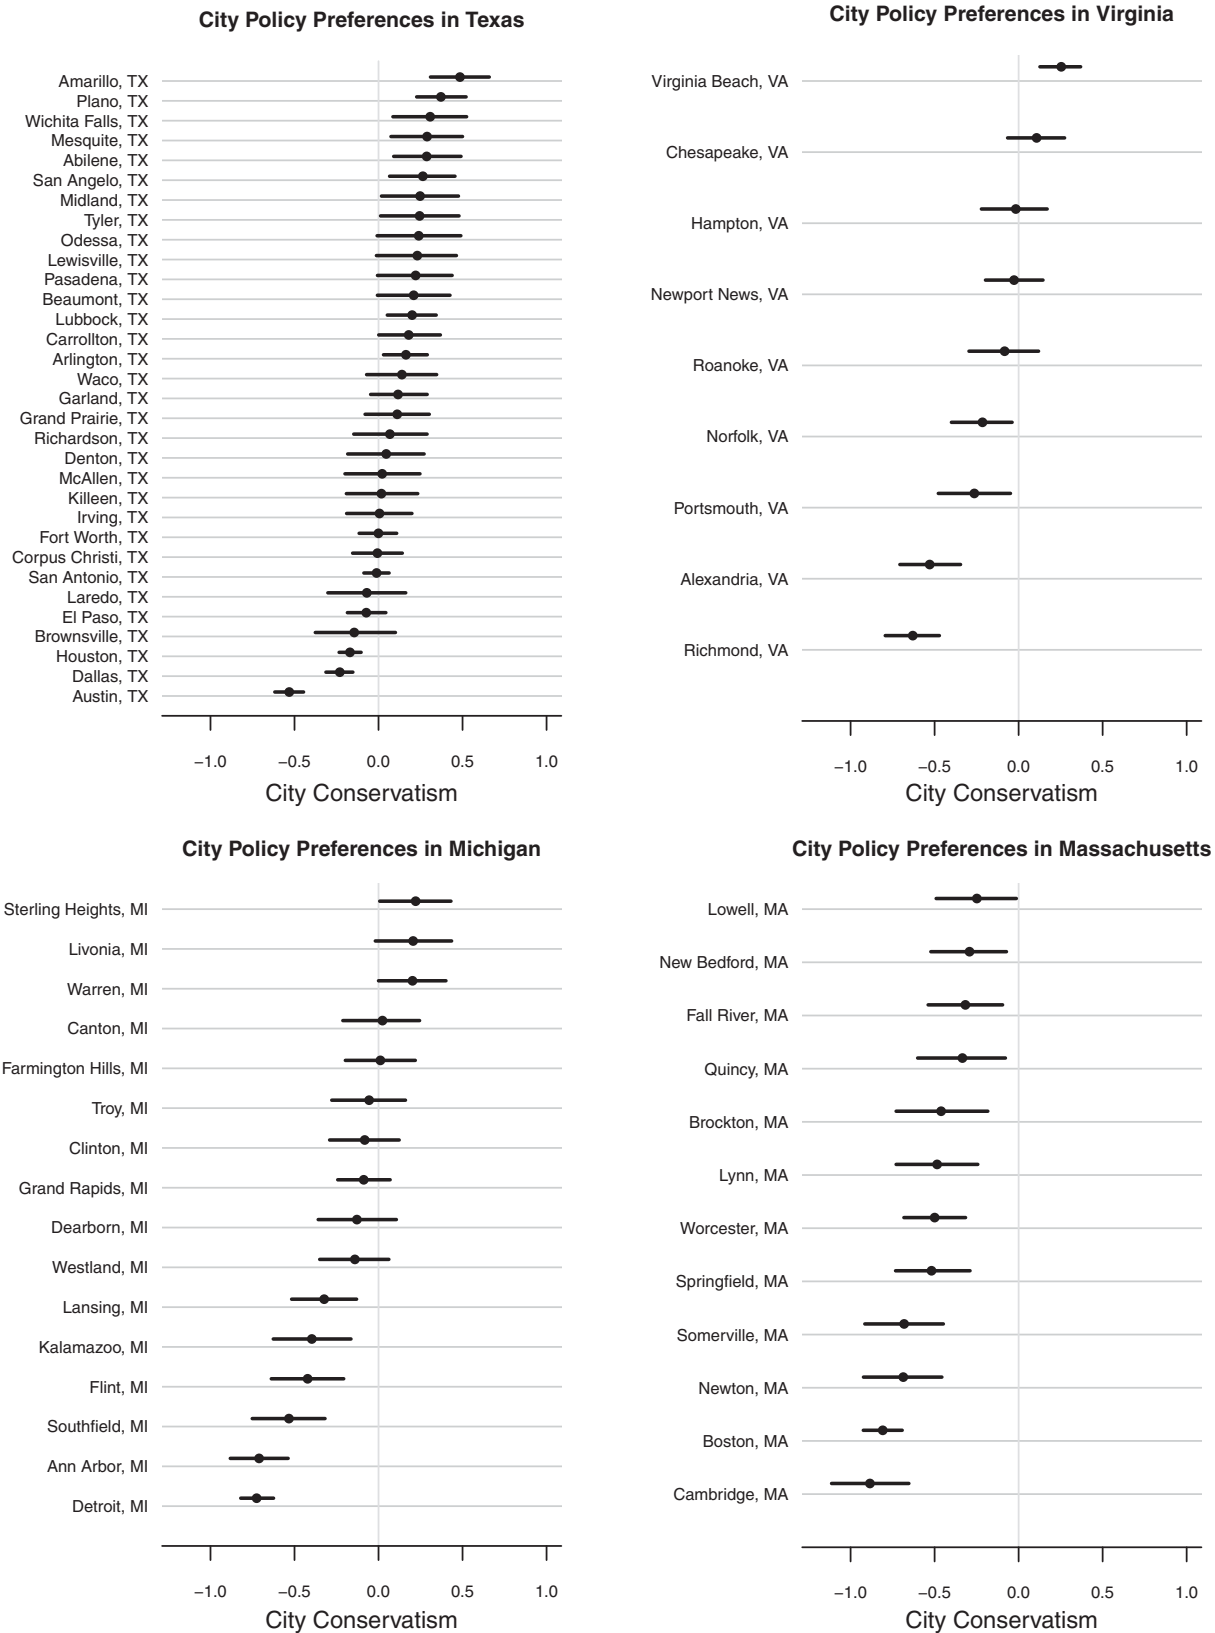 City Policy Preferences in Texas
Amarillo, TX
Plano, TX
Wichita Falls, TX
Mesquite, TX
Abilene, TX
San Angelo, TX
Midland, TX
Tyler, TX
Odessa, TX
Lewisville, TX
Pasadena, TX
Beaumont, TX
Lubbock, TX
Carrollton, TX
Arlington, TX
Waco, TX
Garland, TX
Grand Prairie, TX
Richardson, TX
Denton, TX
McAllen, TX
Killeen, TX
Irving, TX
Fort Worth, TX
Corpus Christi, TX
San Antonio, TX
Laredo, TX
El Paso, TX
Brownsville, TX
Houston, TX
Dallas, TX
Austin, TX
−1.0 −0.5 0.0 0.5 1.0
City Conservatism
City Policy Preferences in Virginia
Virginia Beach, VA
Chesapeake, VA
Hampton, VA
Newport News, VA
Roanoke, VA
Norfolk, VA
Portsmouth, VA
Alexandria, VA
Richmond, VA
−1.0 −0.5 0.0 0.5 1.0
City Conservatism
City Policy Preferences in Michigan
Sterling Heights, MI
Livonia, MI
Warren, MI
Canton, MI
Farmington Hills, MI
Troy, MI
Clinton, MI
Grand Rapids, MI
Dearborn, MI
Westland, MI
Lansing, MI
Kalamazoo, MI
Flint, MI
Southfield, MI
Ann Arbor, MI
Detroit, MI
−1.0 −0.5 0.0 0.5 1.0
City Conservatism
City Policy Preferences in Massachusetts
Lowell, MA
New Bedford, MA
Fall River, MA
Quincy, MA
Brockton, MA
Lynn, MA
Worcester, MA
Springfield, MA
Somerville, MA
Newton, MA
Boston, MA
Cambridge, MA
−1.0 −0.5 0.0 0.5 1.0
City Conservatism